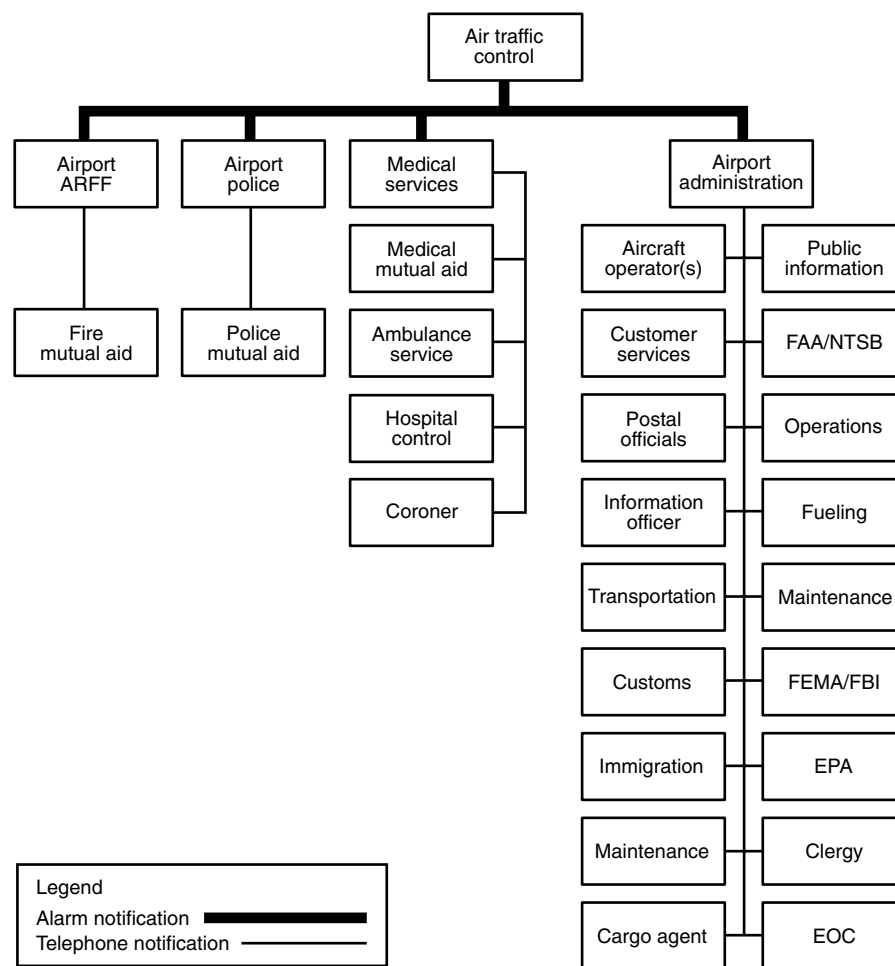 Air traffic
control
Airport
ARFF
Airport
police
Medical
services
Airport
administration
Fire
mutual aid
Police
mutual aid
Medical
mutual aid
Ambulance
service
Hospital
control
Coroner
Aircraft
operator(s)
Public
information
Customer
services
FAA/NTSB
Postal
officials
Operations
Information
officer
Fueling
Transportation
Maintenance
Customs
FEMA/FBI
Immigration
EPA
Maintenance
Clergy
Cargo agent
EOC
Legend
Alarm notification
Telephone notification